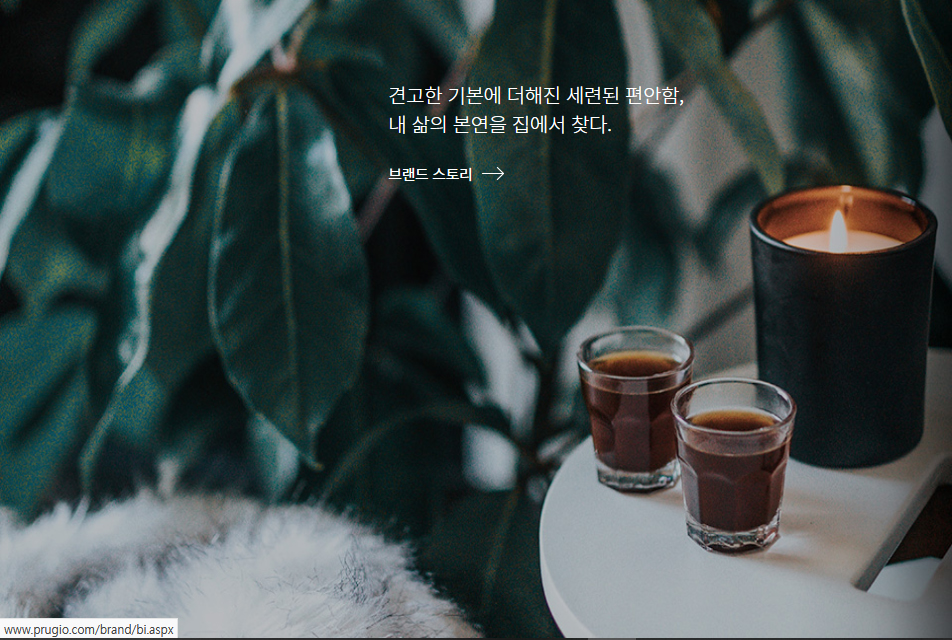 견고한 기본에 더해진 세련된 편안함,
내 삶의 본연을 집에서 찾다.
브랜드 스토리
www.prugio.com/brand/bi.aspx